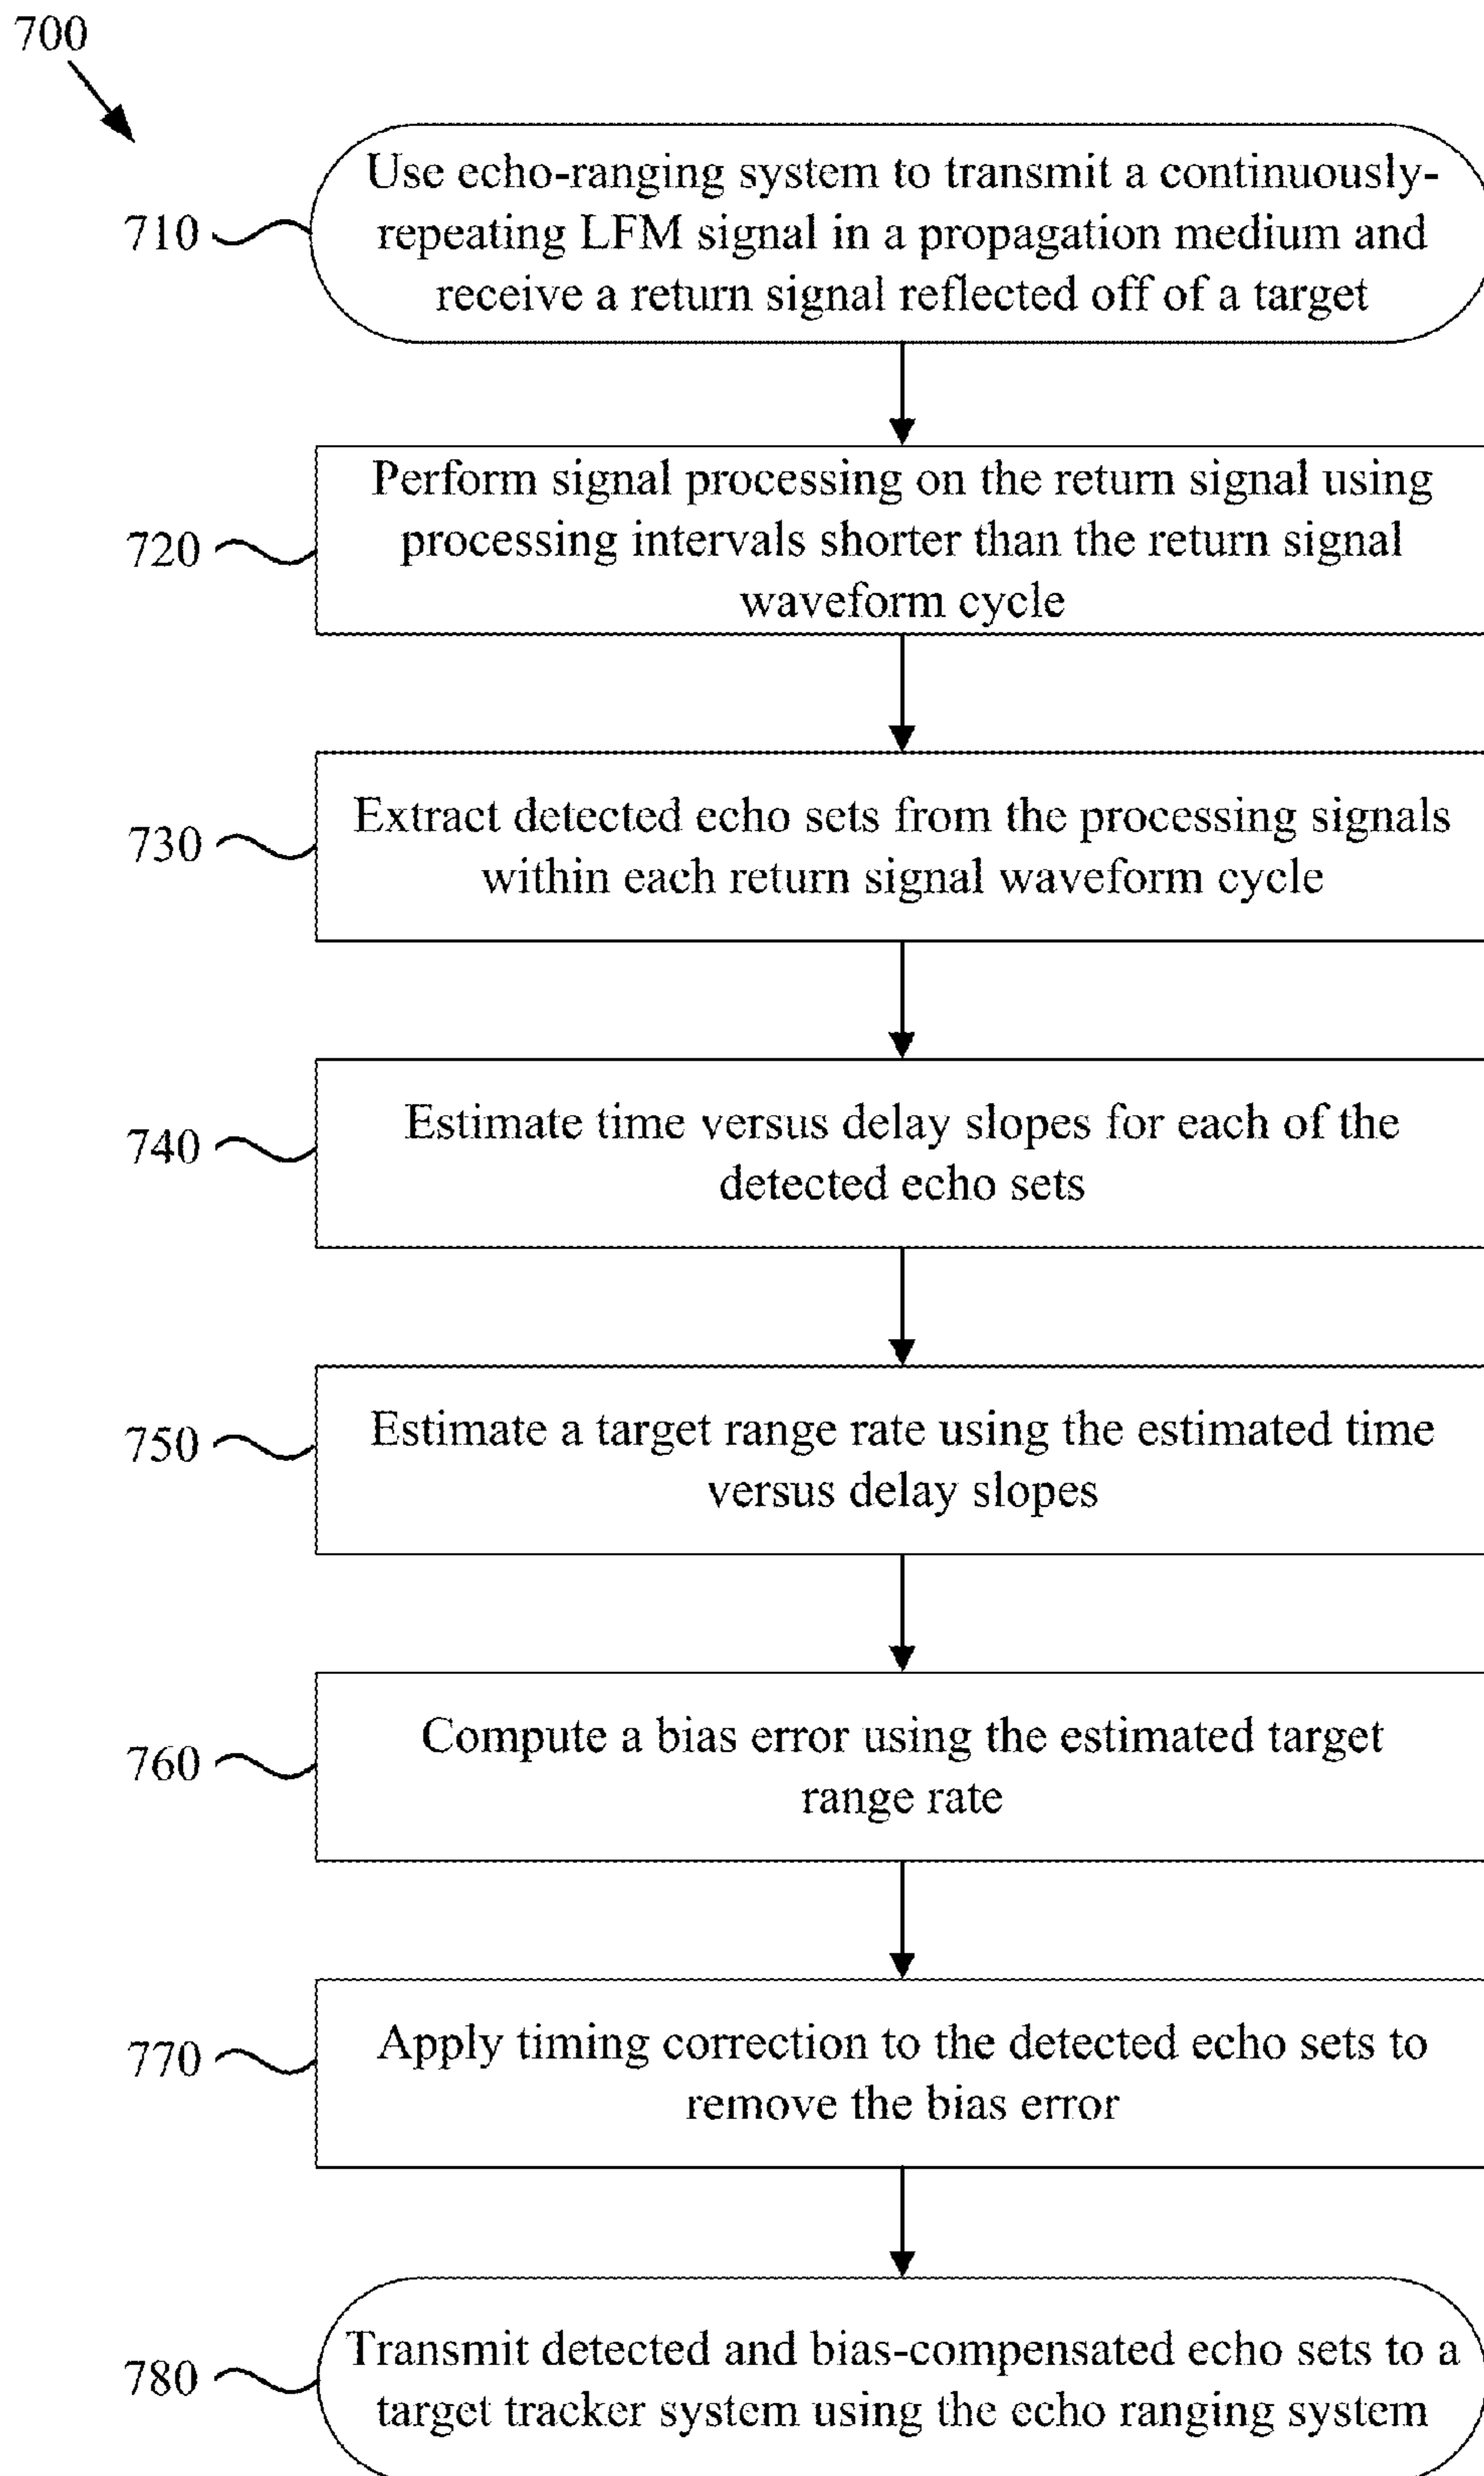 700
710
Use echo-ranging system to transmit a continuously-
repeating LFM signal in a propagation medium and
receive a return signal reflected off of a target
720
Perform signal processing on the return signal using
processing intervals shorter than the return signal
waveform cycle
730
Extract detected echo sets from the processing signals
within each return signal waveform cycle
740
Estimate time versus delay slopes for each of the
detected echo sets
750
Estimate a target range rate using the estimated time
versus delay slopes
760
Compute a bias error using the estimated target
range rate
770
Apply timing correction to the detected echo sets to
remove the bias error
780
Transmit detected and bias-compensated echo sets to a
target tracker system using the echo ranging system